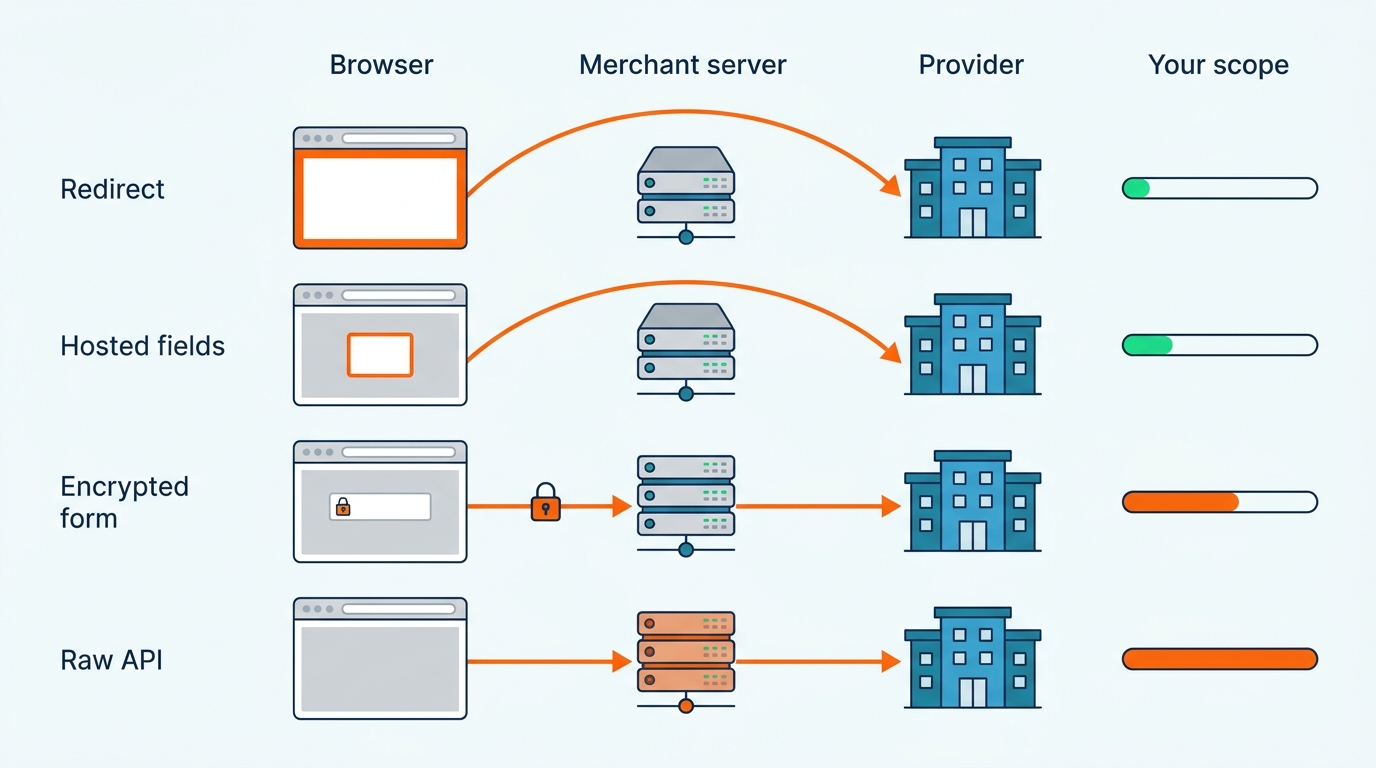 Browser
Merchant server
Provider
Your scope
Redirect
Hosted fields
Encrypted
form
Raw API